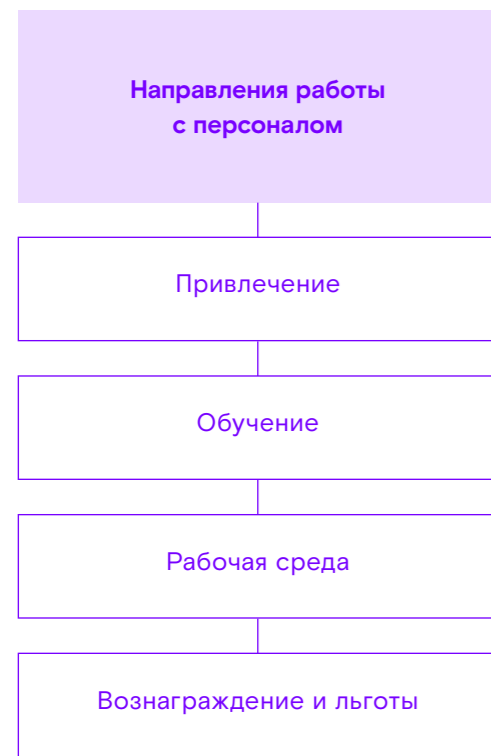 Направления работы
с персоналом
Привлечение
Обучение
Рабочая среда
Вознаграждение и льготы